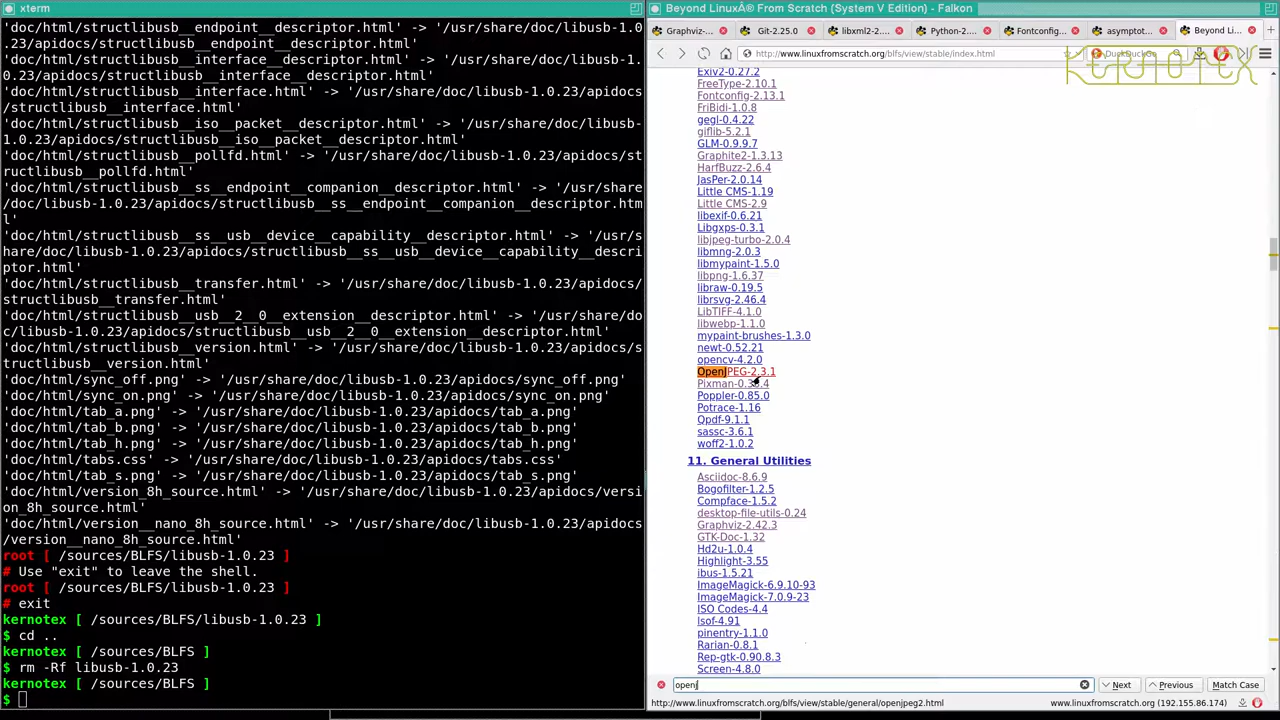 xterm
'doc/html/structlibusb__endpoint__descriptor.html' -> '/usr/share/doc/libusb-1.0
.23/apidocs/structlibusb__endpoint__descriptor.html'
'doc/html/structlibusb__interface__descriptor.html' -> '/usr/share/doc/libusb-1.
0.23/apidocs/structlibusb__interface__descriptor.html'
'doc/html/structlibusb__interface.html' -> '/usr/share/doc/libusb-1.0.23/apidocs
/structlibusb__interface.html'
'doc/html/structlibusb__iso__packet__descriptor.html' -> '/usr/share/doc/libusb-
1.0.23/apidocs/structlibusb__iso__packet__descriptor.html'
'doc/html/structlibusb__pollfd.html' -> '/usr/share/doc/libusb-1.0.23/apidocs/st
ructlibusb__pollfd.html'
'doc/html/structlibusb__ss__endpoint__companion__descriptor.html' -> '/usr/share
/doc/libusb-1.0.23/apidocs/structlibusb__ss__endpoint__companion__descriptor.htm
l'
'doc/html/structlibusb__ss__usb__device__capability__descriptor.html' -> '/usr/s
hare/doc/libusb-1.0.23/apidocs/structlibusb__ss__usb__device__capability__descri
ptor.html'
'doc/html/structlibusb__transfer.html' -> '/usr/share/doc/libusb-1.0.23/apidocs/
structlibusb__transfer.html'
'doc/html/structlibusb__usb__2__0__extension__descriptor.html' -> '/usr/share/do
c/libusb-1.0.23/apidocs/structlibusb__usb__2__0__extension__descriptor.html'
'doc/html/structlibusb__version.html' -> '/usr/share/doc/libusb-1.0.23/apidocs/s
tructlibusb__version.html'
'doc/html/sync_off.png' -> '/usr/share/doc/libusb-1.0.23/apidocs/sync_off.png'
'doc/html/sync_on.png' -> '/usr/share/doc/libusb-1.0.23/apidocs/sync_on.png'
'doc/html/tab_a.png' -> '/usr/share/doc/libusb-1.0.23/apidocs/tab_a.png'
'doc/html/tab_b.png' -> '/usr/share/doc/libusb-1.0.23/apidocs/tab_b.png'
'doc/html/tab_h.png' -> '/usr/share/doc/libusb-1.0.23/apidocs/tab_h.png'
'doc/html/tabs.css' -> '/usr/share/doc/libusb-1.0.23/apidocs/tabs.css'
'doc/html/tab_s.png' -> '/usr/share/doc/libusb-1.0.23/apidocs/tab_s.png'
'doc/html/version_8h_source.html' -> '/usr/share/doc/libusb-1.0.23/apidocs/versi
on_8h_source.html'
'doc/html/version__nano_8h_source.html' -> '/usr/share/doc/libusb-1.0.23/apidocs
/version__nano_8h_source.html'
root [ /sources/BLFS/libusb-1.0.23 ]
# Use "exit" to leave the shell.
root [ /sources/BLFS/libusb-1.0.23 ]
# exit
kernotex [ /sources/BLFS/libusb-1.0.23 ]
$ cd ..
kernotex [ /sources/BLFS ]
$ rm -Rf libusb-1.0.23
kernotex [ /sources/BLFS ]
$
Beyond LinuxÂ® From Scratch (System V Edition) - Falkon
Graphviz-... Git-2.25.0 libxml2-2.... Python-2.... Fontconfig... asymptot... Beyond Li...
http://www.linuxfromscratch.org/blfs/view/stable/index.html DuckDuckGo
KERNOTEX
Exiv2-0.27.2
FreeType-2.10.1
Fontconfig-2.13.1
FriBidi-1.0.8
gegl-0.4.22
giflib-5.2.1
GLM-0.9.9.7
Graphite2-1.3.13
HarfBuzz-2.6.4
JasPer-2.0.14
Little CMS-1.19
Little CMS-2.9
libexif-0.6.21
Libgxps-0.3.1
libjpeg-turbo-2.0.4
libmng-2.0.3
libmypaint-1.5.0
libpng-1.6.37
libraw-0.19.5
librsvg-2.46.4
LibTIFF-4.1.0
libwebp-1.1.0
mypaint-brushes-1.3.0
newt-0.52.21
opencv-4.2.0
OpenJPEG-2.3.1
Pixman-0.38.4
Poppler-0.85.0
Potrace-1.16
Qpdf-9.1.1
sassc-3.6.1
woff2-1.0.2
11. General Utilities
Asciidoc-8.6.9
Bogofilter-1.2.5
Compface-1.5.2
desktop-file-utils-0.24
Graphviz-2.42.3
GTK-Doc-1.32
Hd2u-1.0.4
Highlight-3.55
ibus-1.5.21
ImageMagick-6.9.10-93
ImageMagick-7.0.9-23
ISO Codes-4.4
lsof-4.91
pinentry-1.1.0
Rarian-0.8.1
Rep-gtk-0.90.8.3
Screen-4.8.0
openj Next Previous Match Case
http://www.linuxfromscratch.org/blfs/view/stable/general/openjpeg2.html www.linuxfromscratch.org (192.155.86.174)